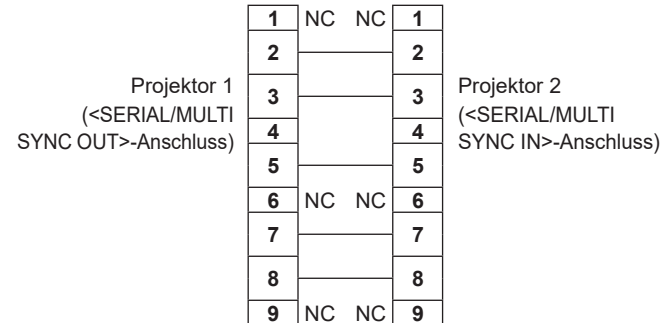 1 NC NC 1
2 2
Projektor 1
(<SERIAL/MULTI
SYNC OUT>-Anschluss)
3 3
Projektor 2
(<SERIAL/MULTI
SYNC IN>-Anschluss)
4 4
5 5
6 NC NC 6
7 7
8 8
9 NC NC 9